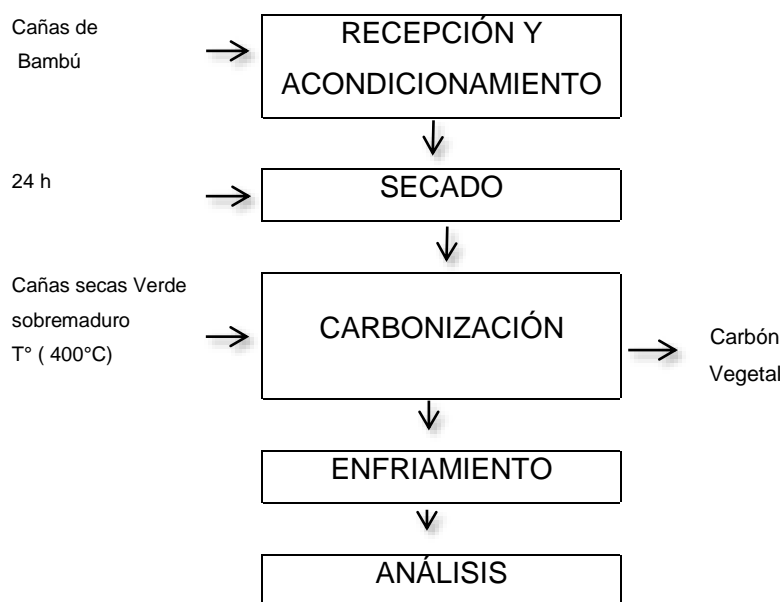 Cañas de
Bambú
RECEPCIÓN Y
ACONDICIONAMIENTO
24 h
SECADO
Cañas secas Verde
sobremaduro
T° ( 400°C)
CARBONIZACIÓN
Carbón
Vegetal
ENFRIAMIENTO
ANÁLISIS